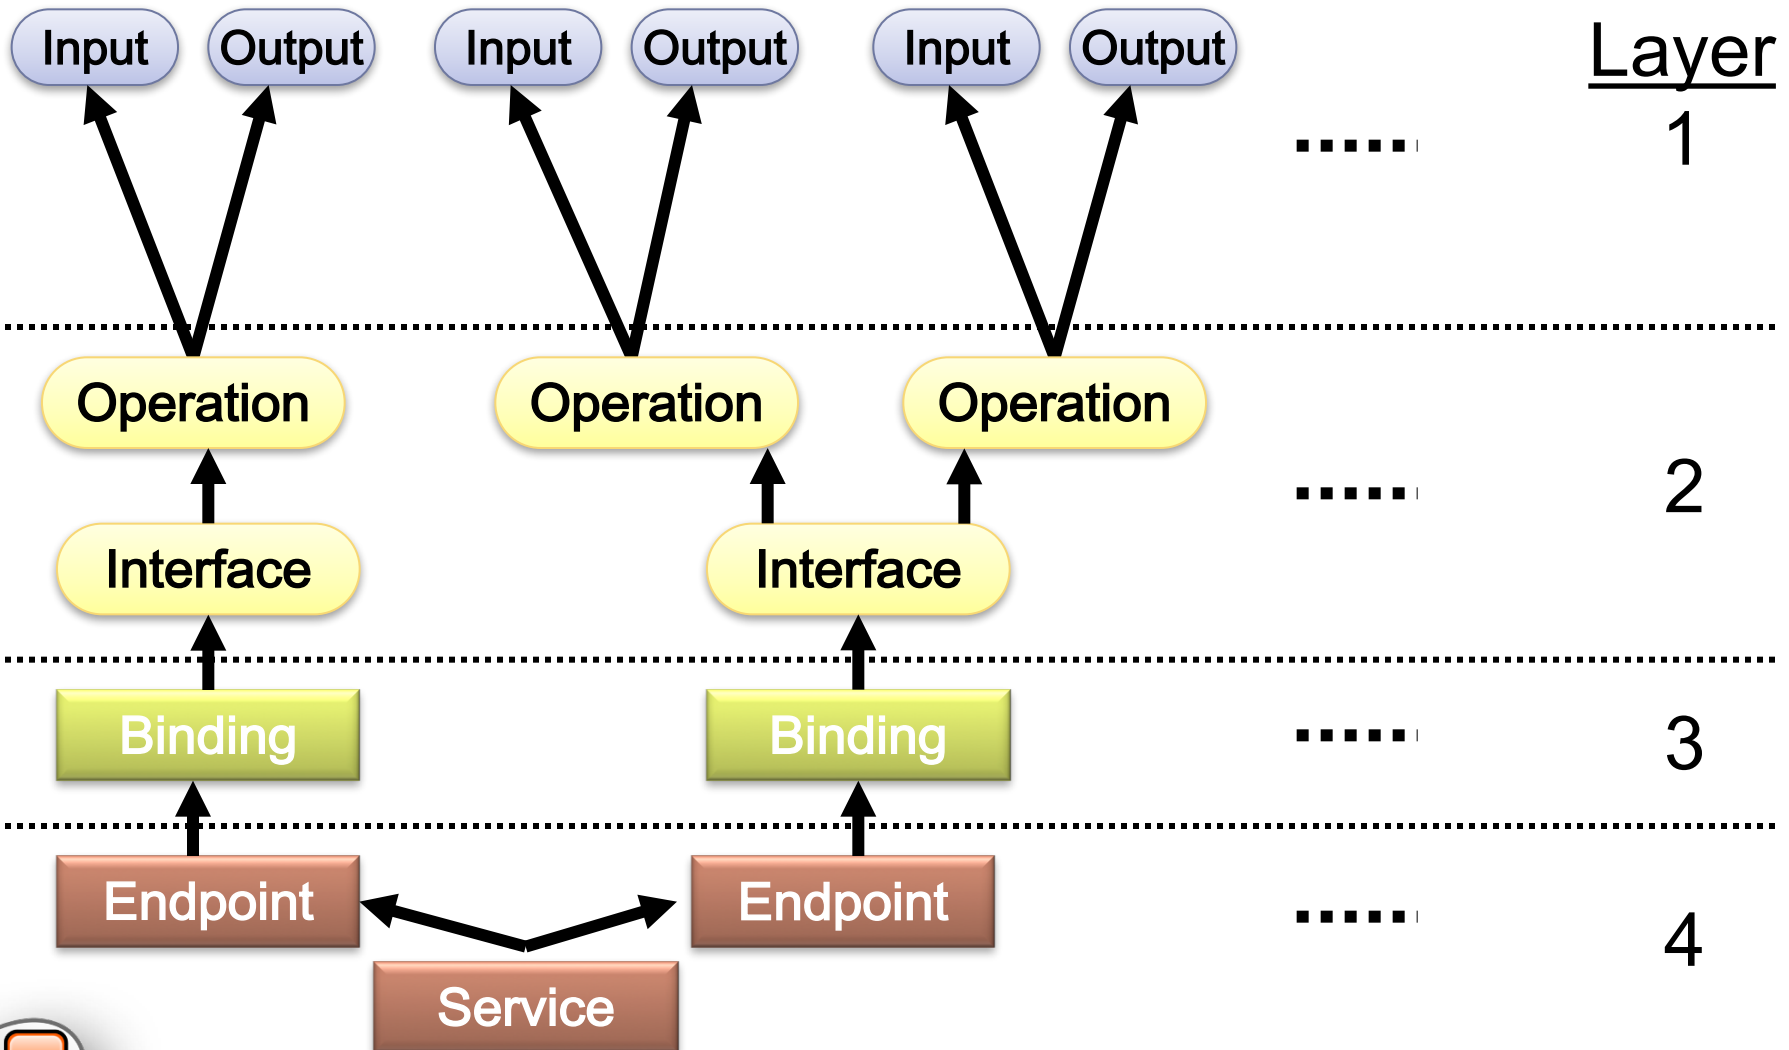 Input Output Input Output Input Output Layer
1
Operation Operation Operation
2
Interface Interface
Binding Binding 3
Endpoint Endpoint
4
Service